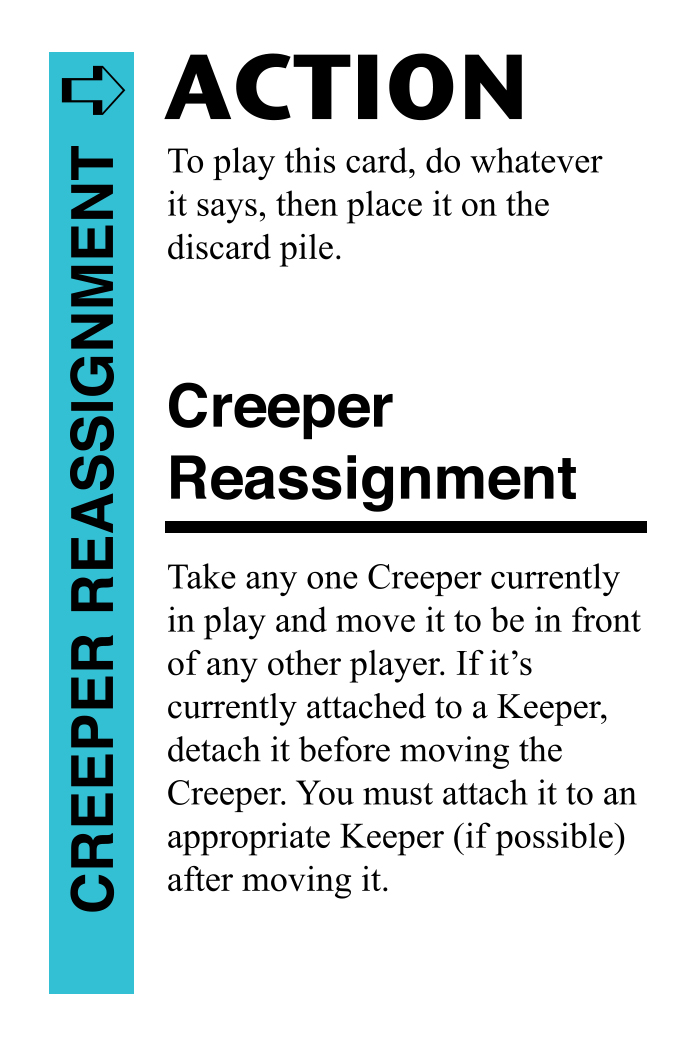 CREEPER REASSIGNMENT
ACTION
To play this card, do whatever
it says, then place it on the
discard pile.
Creeper
Reassignment
Take any one Creeper currently
in play and move it to be in front
of any other player. If it’s
currently attached to a Keeper,
detach it before moving the
Creeper. You must attach it to an
appropriate Keeper (if possible)
after moving it.